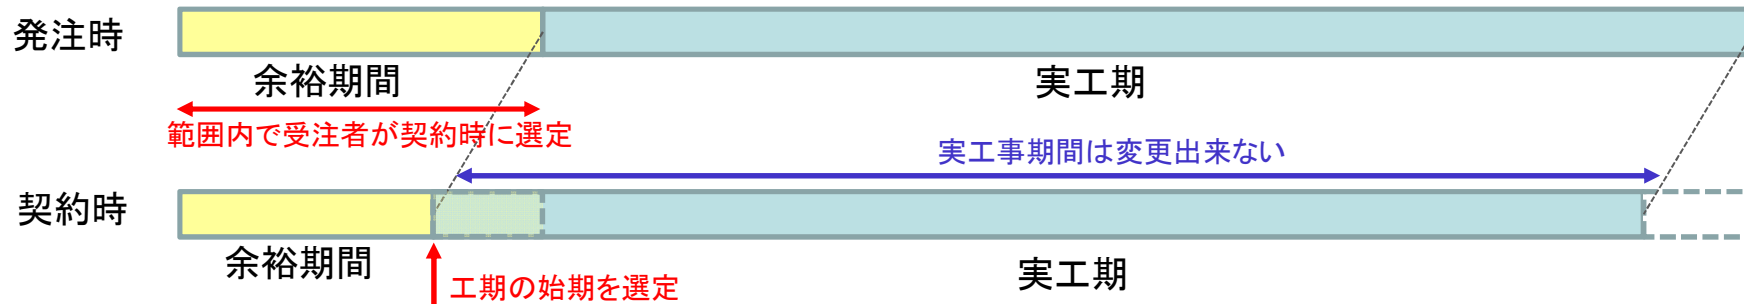 発注時
余裕期間
実工期
範囲内で受注者が契約時に選定
実工事期間は変更出来ない
契約時
余裕期間
実工期
工期の始期を選定